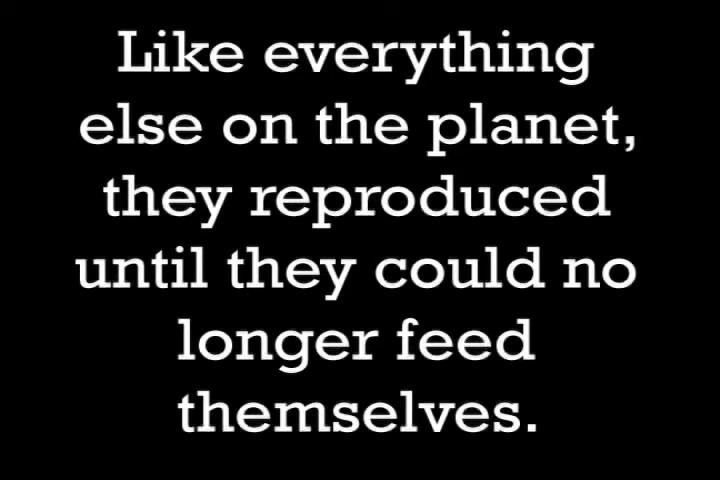 Like everything
else on the planet,
they reproduced
until they could no
longer feed
themselves.